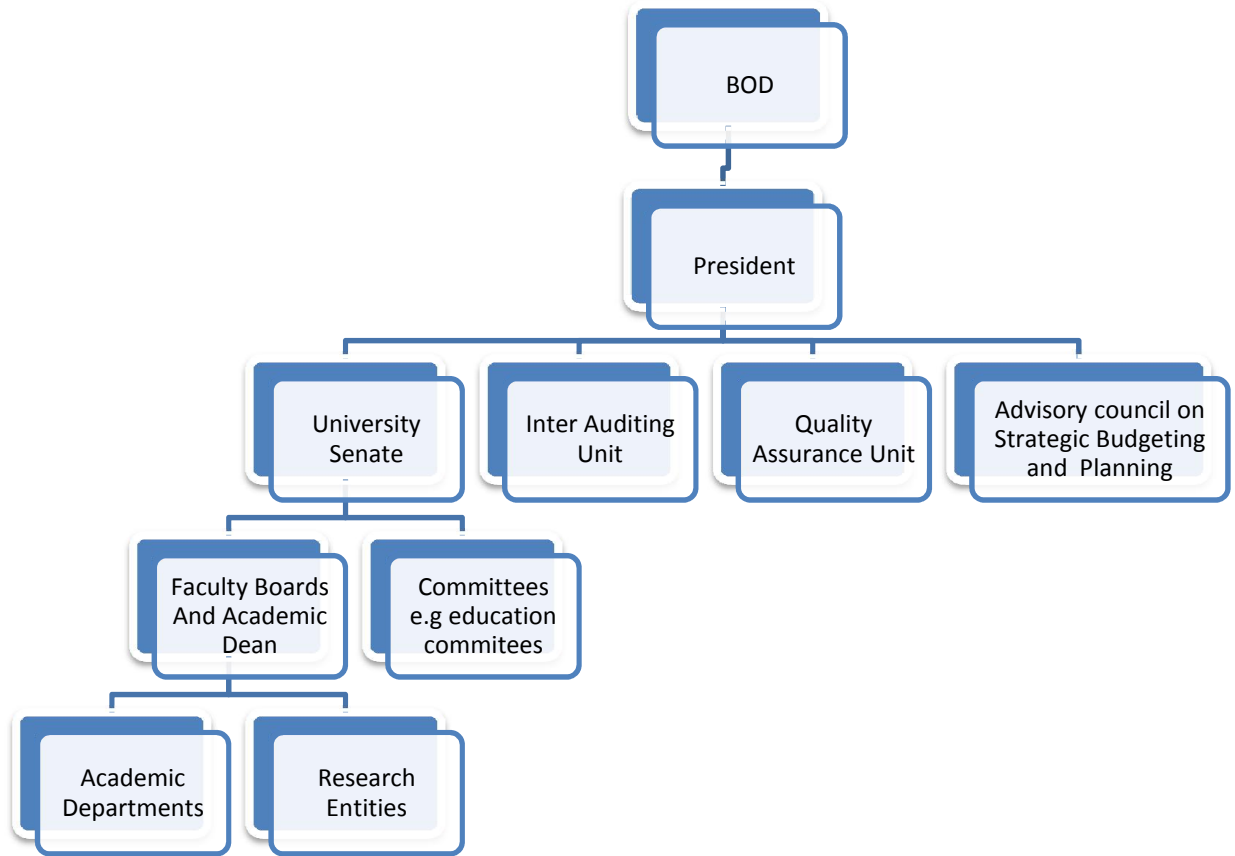 BOD
President
University
Senate
Inter Auditing
Unit
Quality
Assurance Unit
Advisory council on
Strategic Budgeting
and Planning
Faculty Boards
And Academic
Dean
Committees
e.g education
commitees
Academic
Departments
Research
Entities